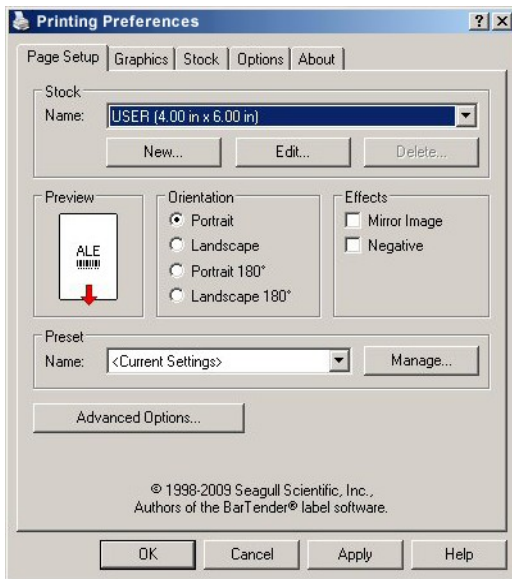 Printing Preferences
Page Setup Graphics Stock Options About
Stock
Name: USER (4.00 in x 6.00 in)
New... Edit... Delete...
Preview Orientation Effects
ALE
Portrait
Landscape
Portrait 180°
Landscape 180°
Mirror Image
Negative
Preset
Name: <Current Settings> Manage...
Advanced Options...
© 1998-2009 Seagull Scientific, Inc.,
Authors of the BarTender® label software.
OK Cancel Apply Help